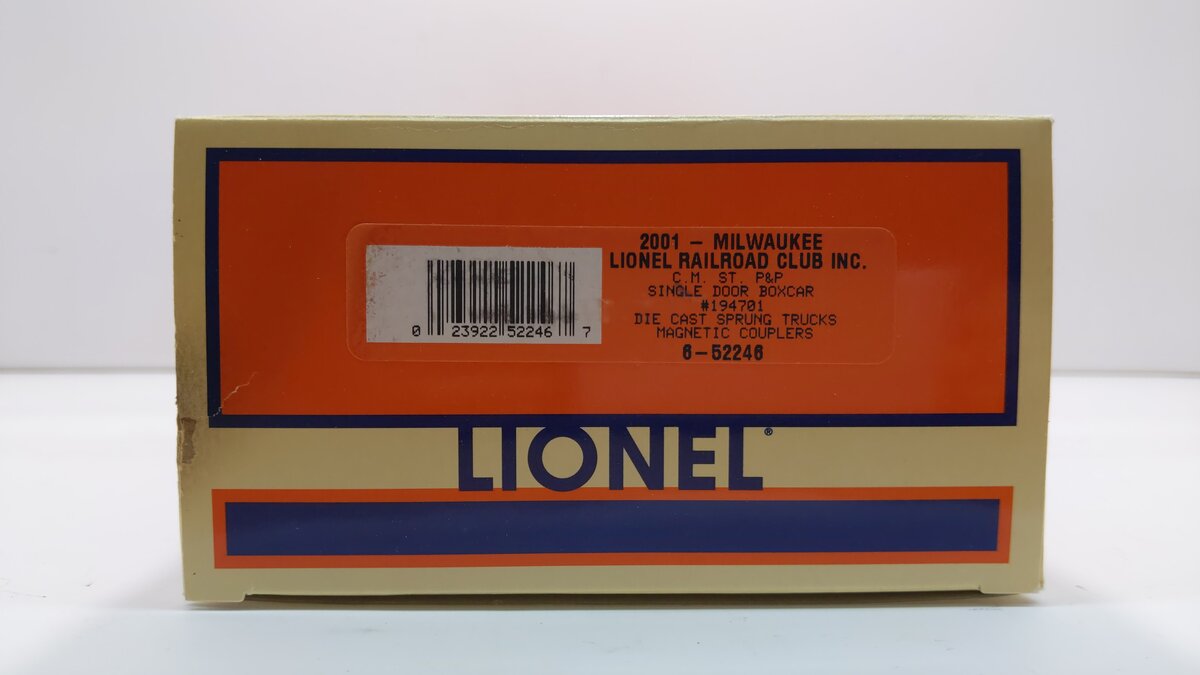 2001 - MILWAUKEE
LIONEL RAILROAD CLUB INC.
C.M. ST. P&P
SINGLE DOOR BOXCAR
#194701
DIE CAST SPRUNG TRUCKS
MAGNETIC COUPLERS
6-52246
0 23922 52246 7
LIONEL®